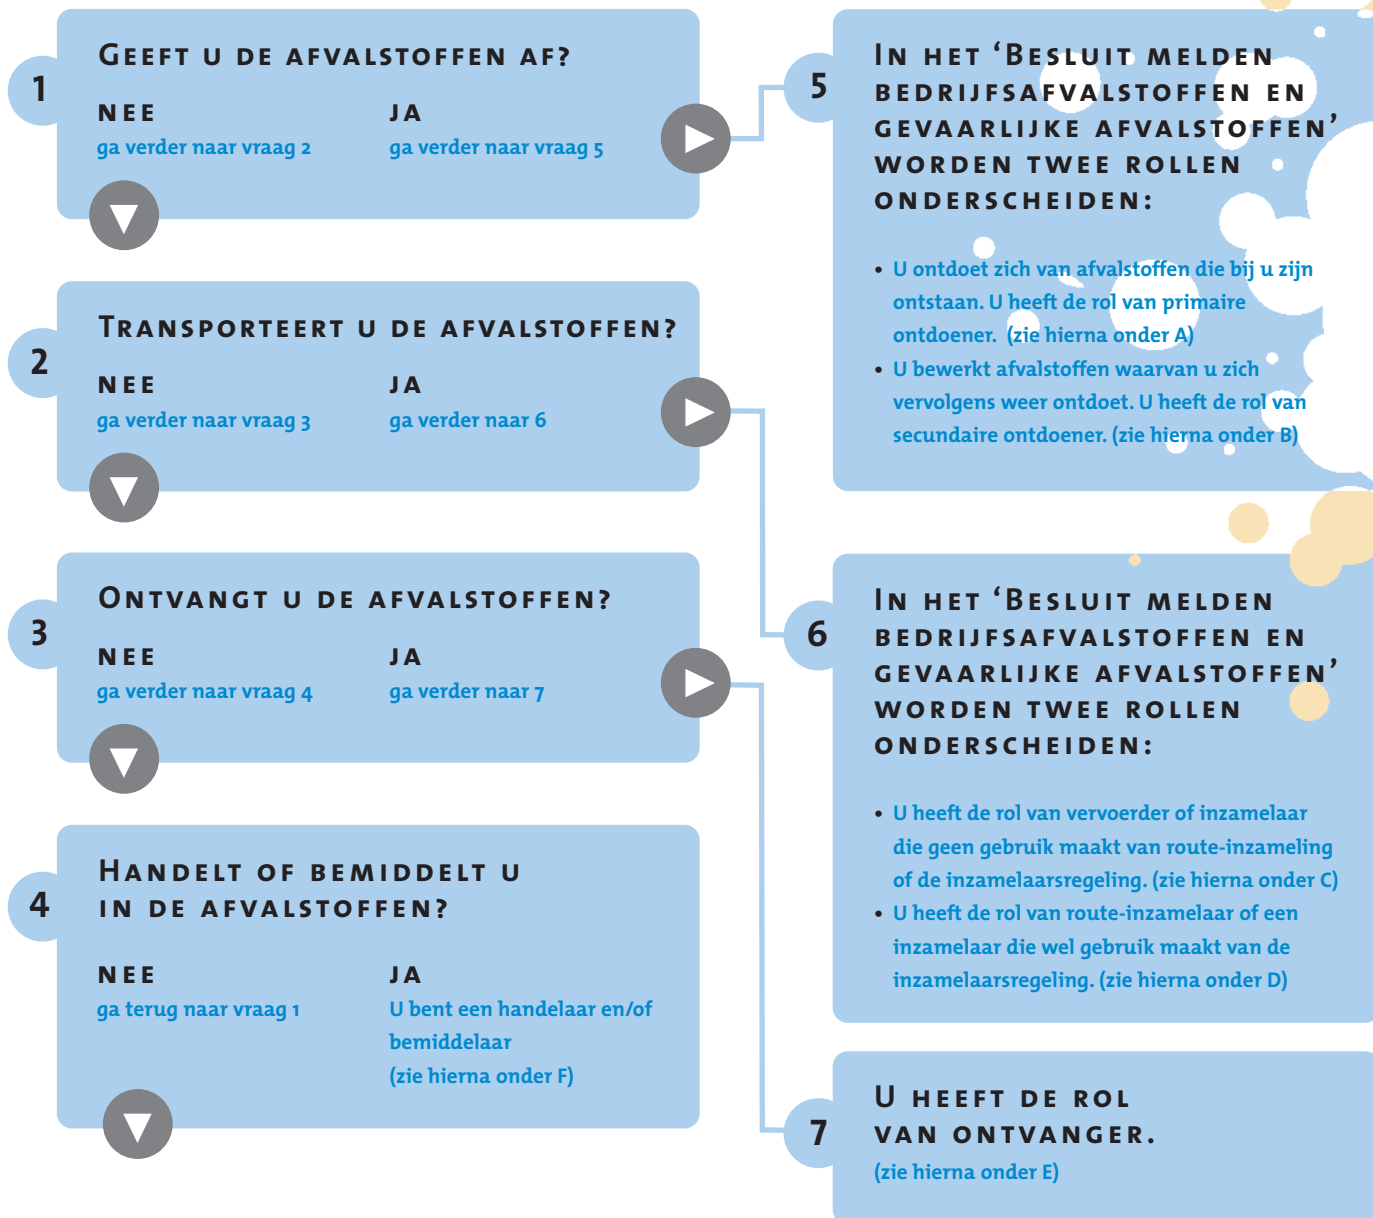 1
GEEFT U DE AFVALSTOFFEN AF?
NEE
ga verder naar vraag 2
JA
ga verder naar vraag 5
2
TRANSPORTEERT U DE AFVALSTOFFEN?
NEE
ga verder naar vraag 3
JA
ga verder naar 6
3
ONTVANGT U DE AFVALSTOFFEN?
NEE
ga verder naar vraag 4
JA
ga verder naar 7
4
HANDELT OF BEMIDDELT U
IN DE AFVALSTOFFEN?
NEE
ga terug naar vraag 1
JA
U bent een handelaar en/of
bemiddelaar
(zie hierna onder F)
5
IN HET ‘BESLUIT MELDEN
BEDRIJFSAFVALSTOFFEN EN
GEVAARLIJKE AFVALSTOFFEN’
WORDEN TWEE ROLLEN
ONDERSCHEIDEN:
• U ontdoet zich van afvalstoffen die bij u zijn
ontstaan. U heeft de rol van primaire
ontdoener. (zie hierna onder A)
• U bewerkt afvalstoffen waarvan u zich
vervolgens weer ontdoet. U heeft de rol van
secundaire ontdoener. (zie hierna onder B)
6
IN HET ‘BESLUIT MELDEN
BEDRIJFSAFVALSTOFFEN EN
GEVAARLIJKE AFVALSTOFFEN’
WORDEN TWEE ROLLEN
ONDERSCHEIDEN:
• U heeft de rol van vervoerder of inzamelaar
die geen gebruik maakt van route-inzameling
of de inzamelaarsregeling. (zie hierna onder C)
• U heeft de rol van route-inzamelaar of een
inzamelaar die wel gebruik maakt van de
inzamelaarsregeling. (zie hierna onder D)
7
U HEEFT DE ROL
VAN ONTVANGER.
(zie hierna onder E)